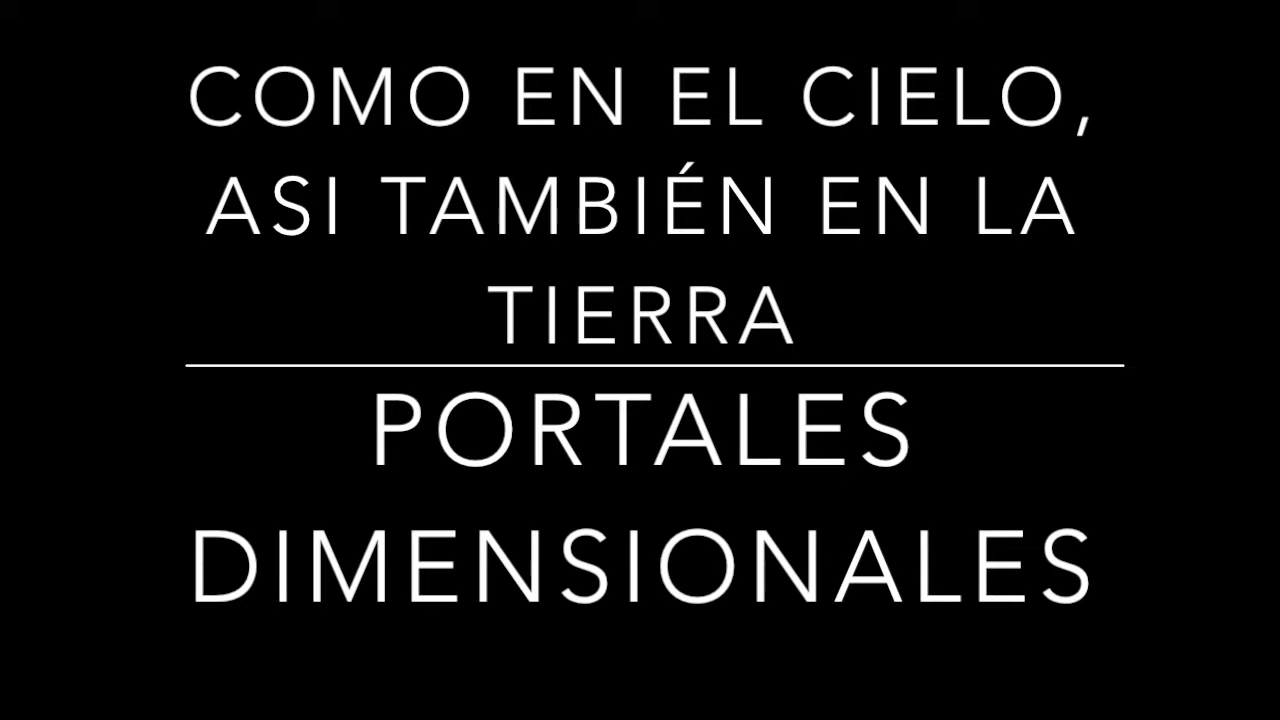 COMO EN EL CIELO,
ASI TAMBIÉN EN LA
TIERRA
PORTALES
DIMENSIONALES